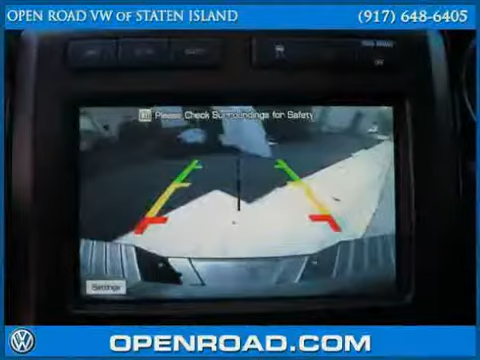 OPEN ROAD VW OF STATEN ISLAND (917) 648-6405
Please Check Surroundings for Safety
Settings
OPENROAD.COM